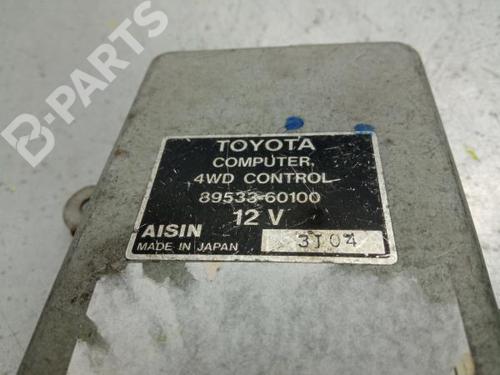 B-PARTS
TOYOTA
COMPUTER,
4WD CONTROL
89533-60100
12 V
AISIN
MADE IN JAPAN
3J04